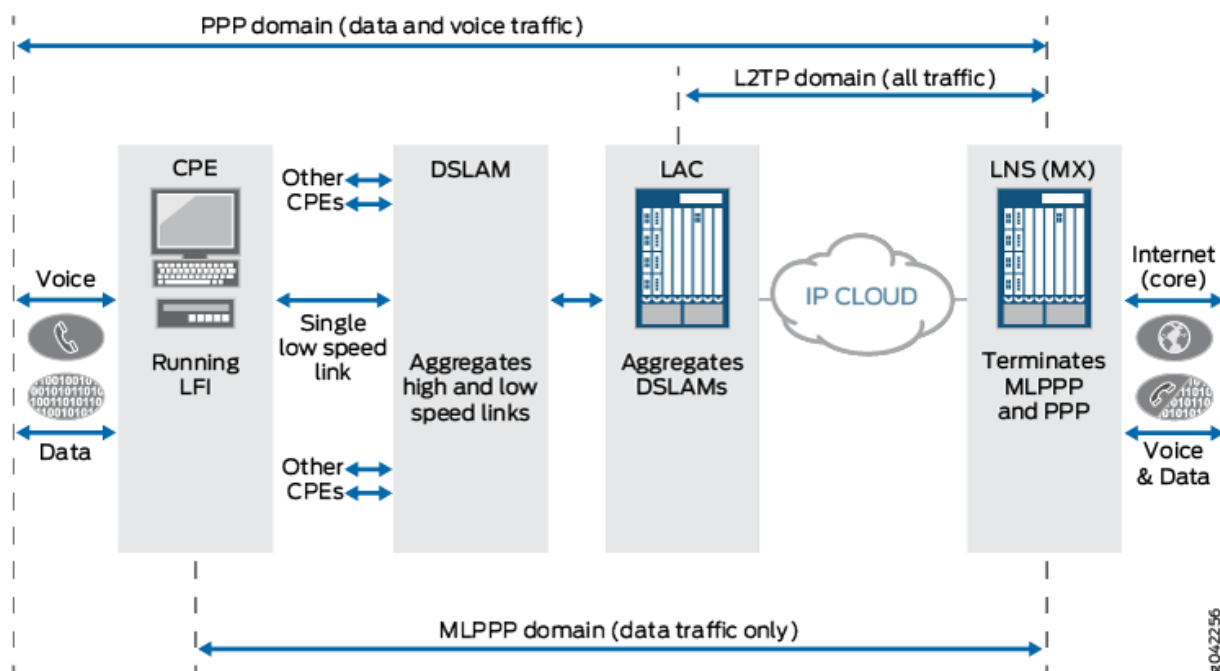 PPP domain (data and voice traffic)
L2TP domain (all traffic)
CPE
Other
CPEs
DSLAM
LAC
LNS (MX)
Voice
Data
Running
LFI
Single
low speed
link
Other
CPEs
Aggregates
high and low
speed links
Aggregates
DSLAMs
IP CLOUD
Terminates
MLPPP
and PPP
Internet
(core)
Voice
& Data
MLPPP domain (data traffic only)
g042256